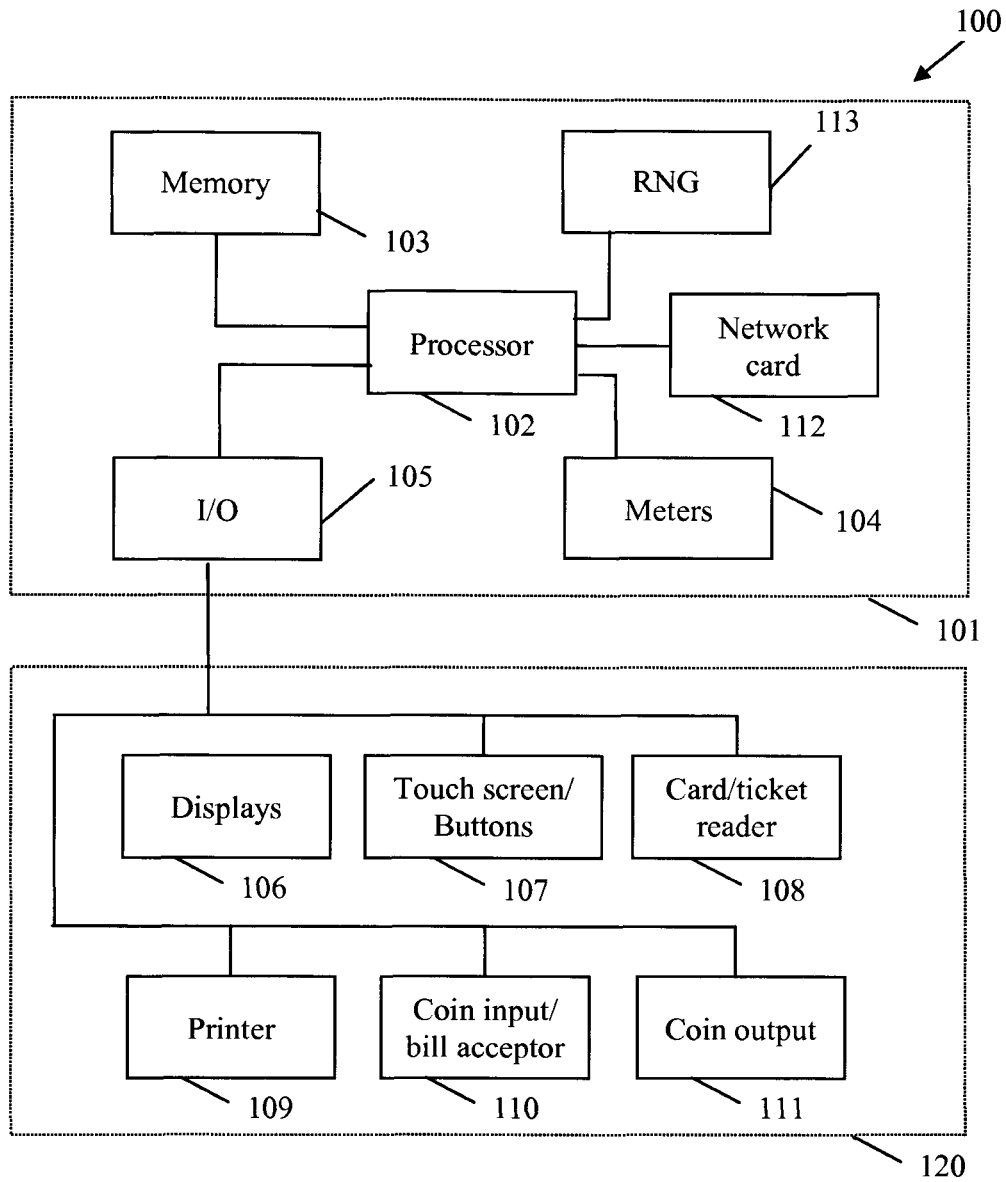 100
113
Memory
RNG
103
Processor
Network
card
102
112
105
I/O
Meters
104
101
Displays
Touch screen/
Buttons
Card/ticket
reader
106
107
108
Printer
Coin input/
bill acceptor
Coin output
109
110
111
120